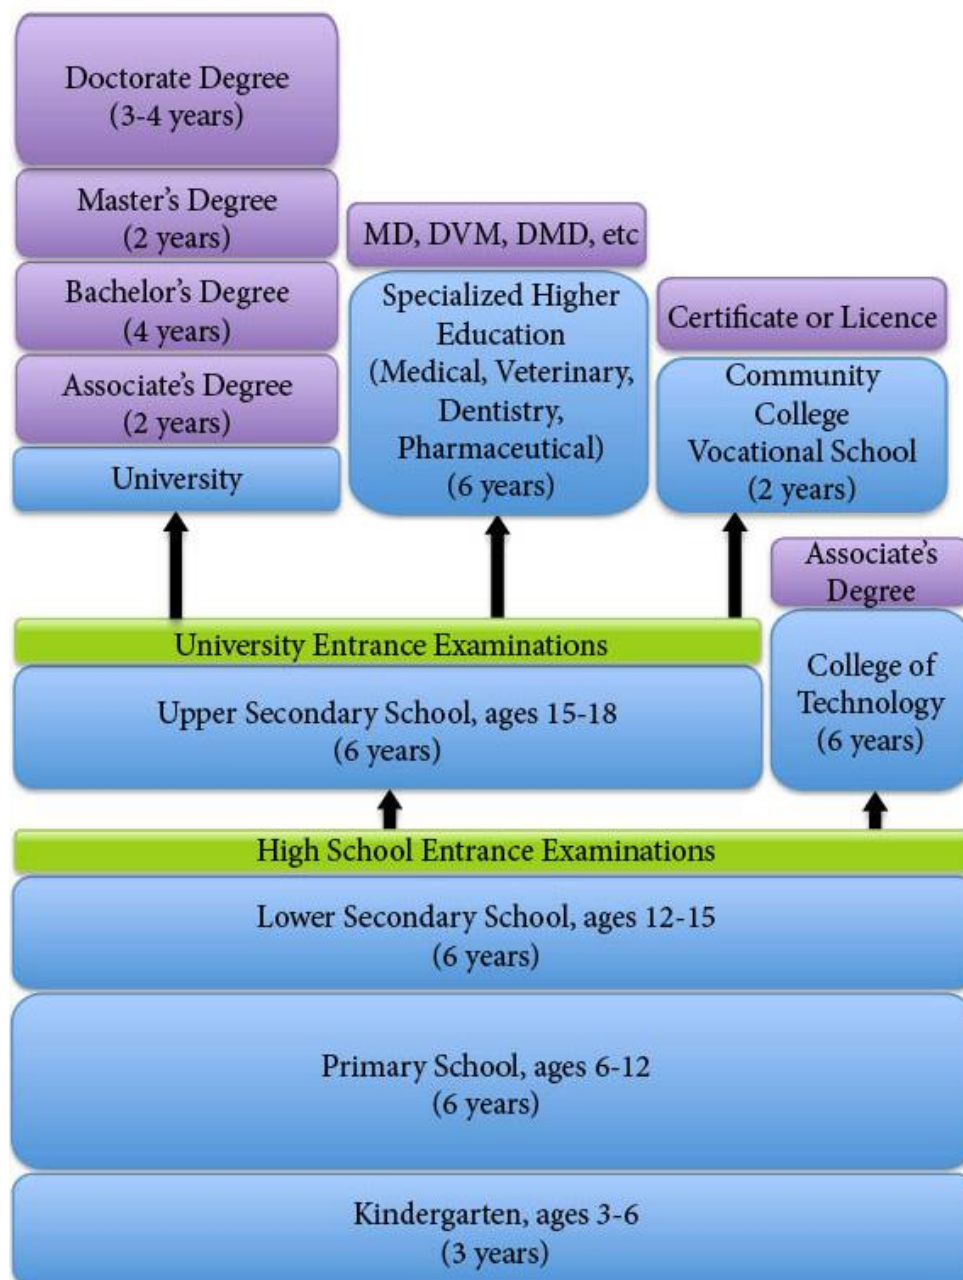 Doctorate Degree
(3-4 years)
Master's Degree
(2 years)
Bachelor's Degree
(4 years)
Associate's Degree
(2 years)
University
MD, DVM, DMD, etc
Specialized Higher
Education
(Medical, Veterinary,
Dentistry,
Pharmaceutical)
(6 years)
Certificate or Licence
Community
College
Vocational School
(2 years)
Associate's
Degree
College of
Technology
(6 years)
University Entrance Examinations
Upper Secondary School, ages 15-18
(6 years)
High School Entrance Examinations
Lower Secondary School, ages 12-15
(6 years)
Primary School, ages 6-12
(6 years)
Kindergarten, ages 3-6
(3 years)